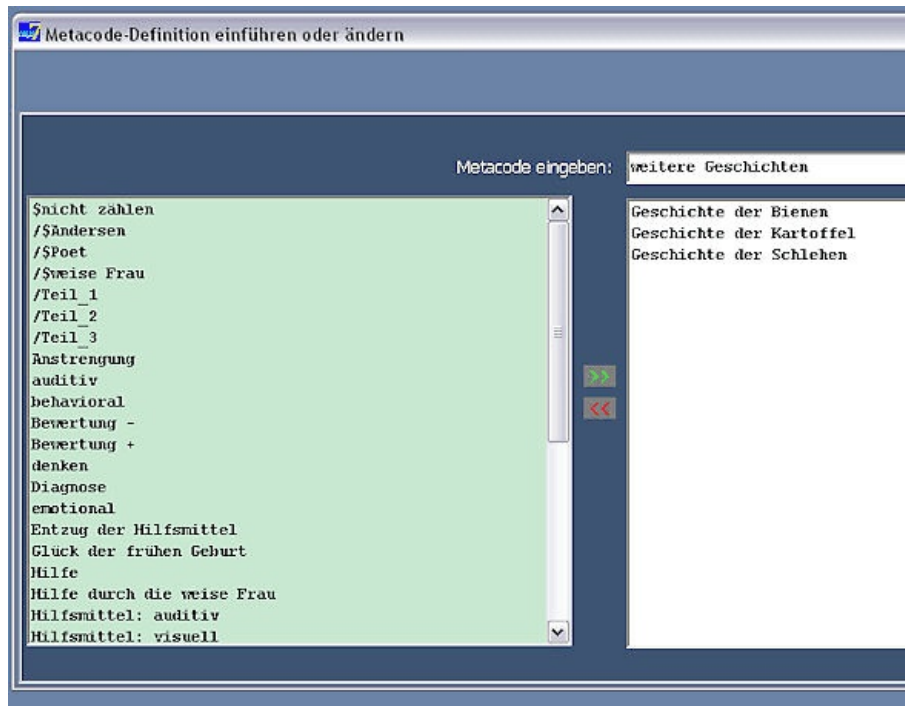 Metacode-Definition einführen oder ändern
Metacode eingeben:
weitere Geschichten
$nicht zählen
/$Andersen
/$Poet
/$weise Frau
/Teil_1
/Teil_2
/Teil_3
Anstrengung
auditiv
behavioral
Bewertung -
Bewertung +
denken
Diagnose
emotional
Entzug der Hilfsmittel
Glück der frühen Geburt
Hilfe
Hilfe durch die weise Frau
Hilfsmittel: auditiv
Hilfsmittel: visuell
>>
<<
Geschichte der Bienen
Geschichte der Kartoffel
Geschichte der Schlehen